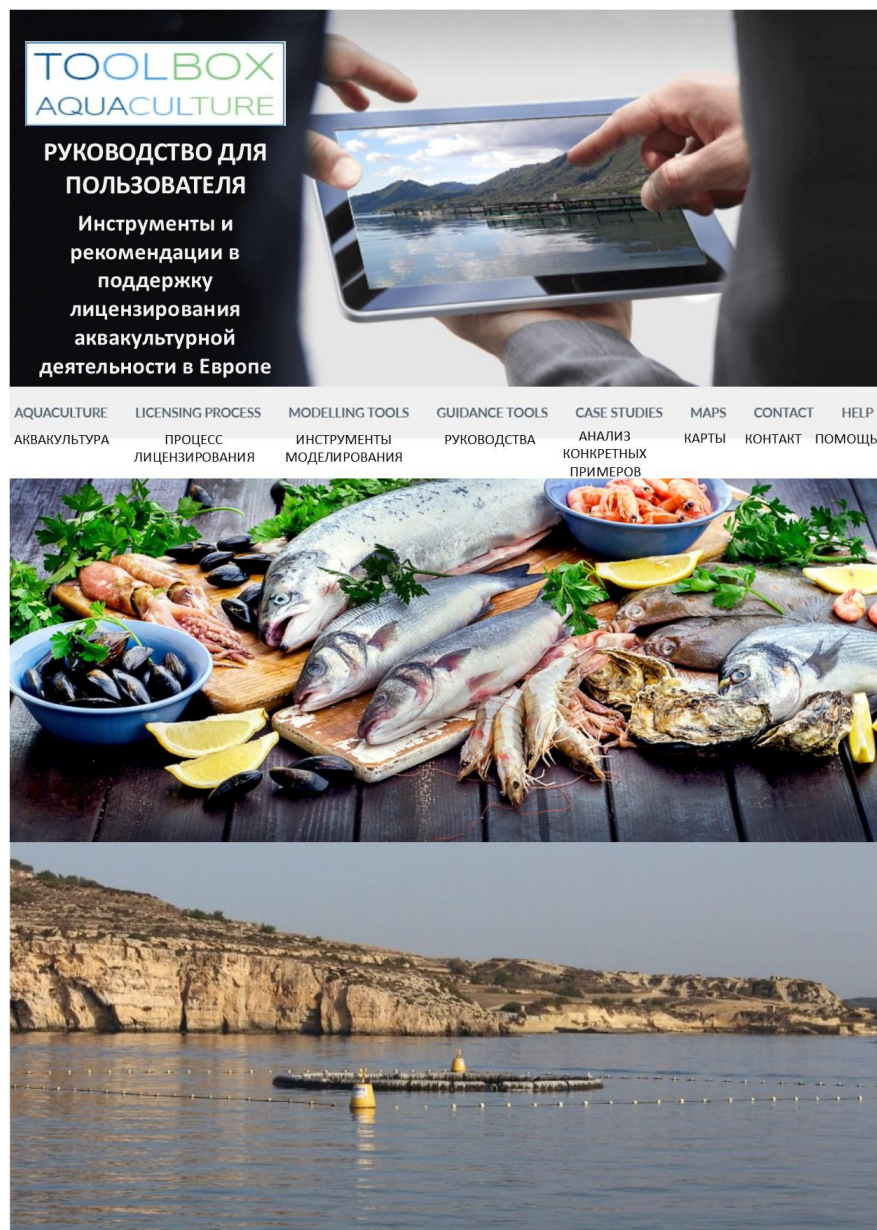 TOOLBOX
AQUACULTURE
РУКОВОДСТВО ДЛЯ
ПОЛЬЗОВАТЕЛЯ
Инструменты и
рекомендации в
поддержку
лицензирования
аквакультурной
деятельности в Европе
AQUACULTURE LICENSING PROCESS MODELLING TOOLS GUIDANCE TOOLS CASE STUDIES MAPS CONTACT HELP
АКВАКУЛЬТУРА
ПРОЦЕСС
ЛИЦЕНЗИРОВАНИЯ
ИНСТРУМЕНТЫ
МОДЕЛИРОВАНИЯ
РУКОВОДСТВА
АНАЛИЗ
КОНКРЕТНЫХ
ПРИМЕРОВ
КАРТЫ
КОНТАКТ
ПОМОЩЬ